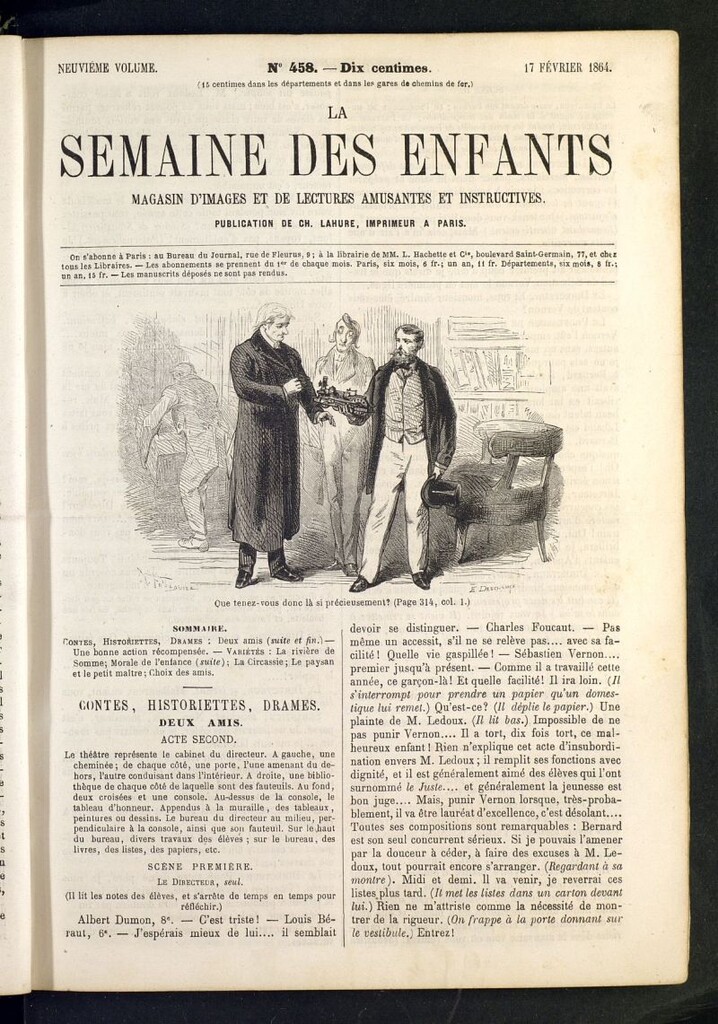 NEUVIÈME VOLUME.
N° 458. — Dix centimes.
17 FÉVRIER 1864.
(15 centimes dans les départements et dans les gares de chemins de fer.)
LA
SEMAINE DES ENFANTS
MAGASIN D'IMAGES ET DE LECTURES AMUSANTES ET INSTRUCTIVES.
PUBLICATION DE CH. LAHURE, IMPRIMEUR A PARIS.
On s'abonne à Paris : au Bureau du Journal, rue de Fleurus, 9 ; à la librairie de MM. L. Hachette et Cie, boulevard Saint-Germain, 77, et chez
tous les Libraires. — Les abonnements se prennent du 1er de chaque mois. Paris, six mois, 6 fr.; un an, 11 fr. Départements, six mois, 8 fr.;
un an, 15 fr. — Les manuscrits déposés ne sont pas rendus.
Que tenez-vous donc là si précieusement? (Page 314, col. 1.)
SOMMAIRE.
CONTES, HISTORIETTES, DRAMES : Deux amis (suite et fin). —
Une bonne action récompensée. — VARIÉTÉS : La rivière de
Somme; Morale de l'enfance (suite); La Circassie; Le paysan
et le petit maître; Choix des amis.
CONTES, HISTORIETTES, DRAMES.
DEUX AMIS.
ACTE SECOND.
Le théâtre représente le cabinet du directeur. A gauche, une
cheminée; de chaque côté, une porte, l'une amenant du de-
hors, l'autre conduisant dans l'intérieur. A droite, une biblio-
thèque de chaque côté de laquelle sont des fauteuils. Au fond,
deux croisées et une console. Au-dessus de la console, le
tableau d'honneur. Appendus à la muraille, des tableaux,
peintures ou dessins. Le bureau du directeur au milieu, per-
pendiculaire à la console, ainsi que son fauteuil. Sur le haut
du bureau, divers travaux des élèves; sur le bureau, des
livres, des listes, des papiers, etc.
SCÈNE PREMIÈRE.
LE DIRECTEUR, seul.
(Il lit les notes des élèves, et s'arrête de temps en temps pour
réfléchir.)
Albert Dumon, 8e. — C'est triste! — Louis Bé-
raut, 6e. — J'espérais mieux de lui.... il semblait
devoir se distinguer. — Charles Foucaut. — Pas
même un accessit, s'il ne se relève pas.... avec sa fa-
cilité! Quelle vie gaspillée! — Sébastien Vernon....
premier jusqu'à présent. — Comme il a travaillé cette
année, ce garçon-là! Et quelle facilité! Il ira loin. (Il
s'interrompt pour prendre un papier qu'un domes-
tique lui remet.) Qu'est-ce? (Il déplie le papier.) Une
plainte de M. Ledoux. (Il lit bas.) Impossible de ne
pas punir Vernon.... Il a tort, dix fois tort, ce mal-
heureux enfant! Rien n'explique cet acte d'insubordi-
nation envers M. Ledoux; il remplit ses fonctions avec
dignité, et il est généralement aimé des élèves qui l'ont
surnommé le Juste.... et généralement la jeunesse est
bon juge.... Mais, punir Vernon lorsque, très-proba-
blement, il va être lauréat d'excellence, c'est désolant....
Toutes ses compositions sont remarquables : Bernard
est son seul concurrent sérieux. Si je pouvais l'amener
par la douceur à céder, à faire des excuses à M. Le-
doux, tout pourrait encore s'arranger. (Regardant à sa
montre). Midi et demi. Il va venir, je reverrai ces
listes plus tard. (Il met les listes dans un carton devant
lui.) Rien ne m'attriste comme la nécessité de mon-
trer de la rigueur. (On frappe à la porte donnant sur
le vestibule.) Entrez!